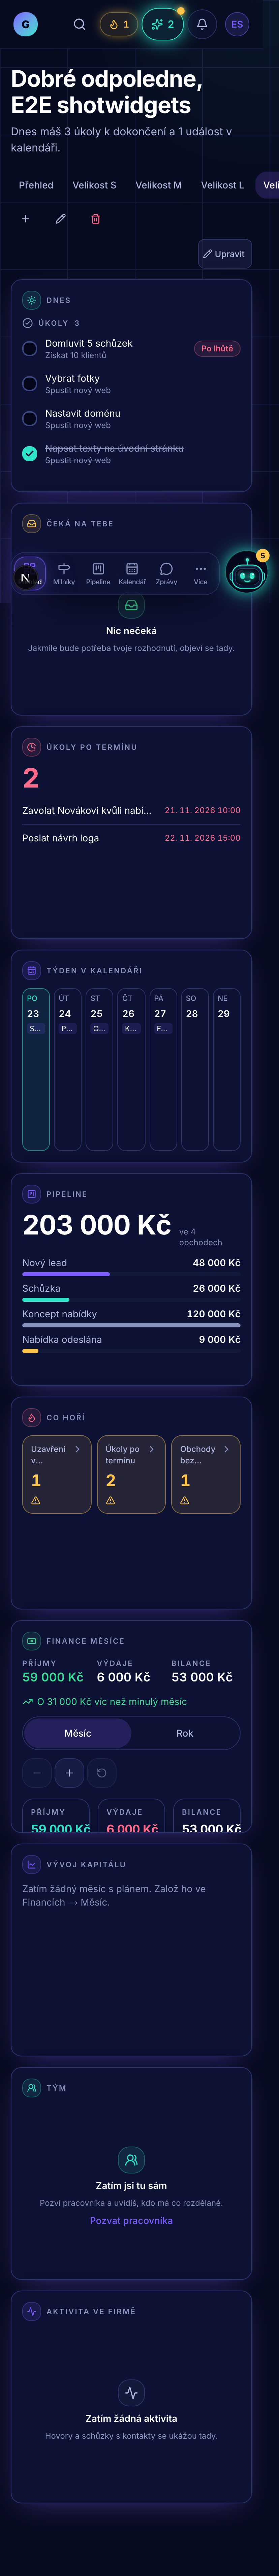 G
1
2
ES
Dobré odpoledne,
E2E shotwidgets
Dnes máš 3 úkoly k dokončení a 1 událost v
kalendáři.
Přehled Velikost S Velikost M Velikost L
Upravit
DNES
ÚKOLY 3
Domluvit 5 schůzek
Získat 10 klientů
Po lhůtě
Vybrat fotky
Spustit nový web
Nastavit doménu
Spustit nový web
Napsat texty na úvodní stránku
Spustit nový web
ČEKÁ NA TEBE
5
N
Milníky Pipeline Kalendář Zprávy Více
Nic nečeká
Jakmile bude potřeba tvoje rozhodnutí, objeví se tady.
ÚKOLY PO TERMÍNU
2
Zavolat Novákovi kvůli nabí... 21. 11. 2026 10:00
Poslat návrh loga 22. 11. 2026 15:00
TÝDEN V KALENDÁŘI
PO ÚT ST ČT PÁ SO NE
23 24 25 26 27 28 29
S... P... O... K... F...
PIPELINE
203 000 Kč ve 4
obchodech
Nový lead 48 000 Kč
Schůzka 26 000 Kč
Koncept nabídky 120 000 Kč
Nabídka odeslána 9 000 Kč
CO HOŘÍ
Uzavření
v...
1
Úkoly po
termínu
2
Obchody
bez...
1
FINANCE MĚSÍCE
PŘÍJMY VÝDAJE BILANCE
59 000 Kč 6 000 Kč 53 000 Kč
O 31 000 Kč víc než minulý měsíc
Měsíc Rok
PŘÍJMY VÝDAJE BILANCE
59 000 Kč 6 000 Kč 53 000 Kč
VÝVOJ KAPITÁLU
Zatím žádný měsíc s plánem. Založ ho ve
Financích → Měsíc.
TÝM
Zatím jsi tu sám
Pozvi pracovníka a uvidíš, kdo má co rozdělané.
Pozvat pracovníka
AKTIVITA VE FIRMĚ
Zatím žádná aktivita
Hovory a schůzky s kontakty se ukážou tady.